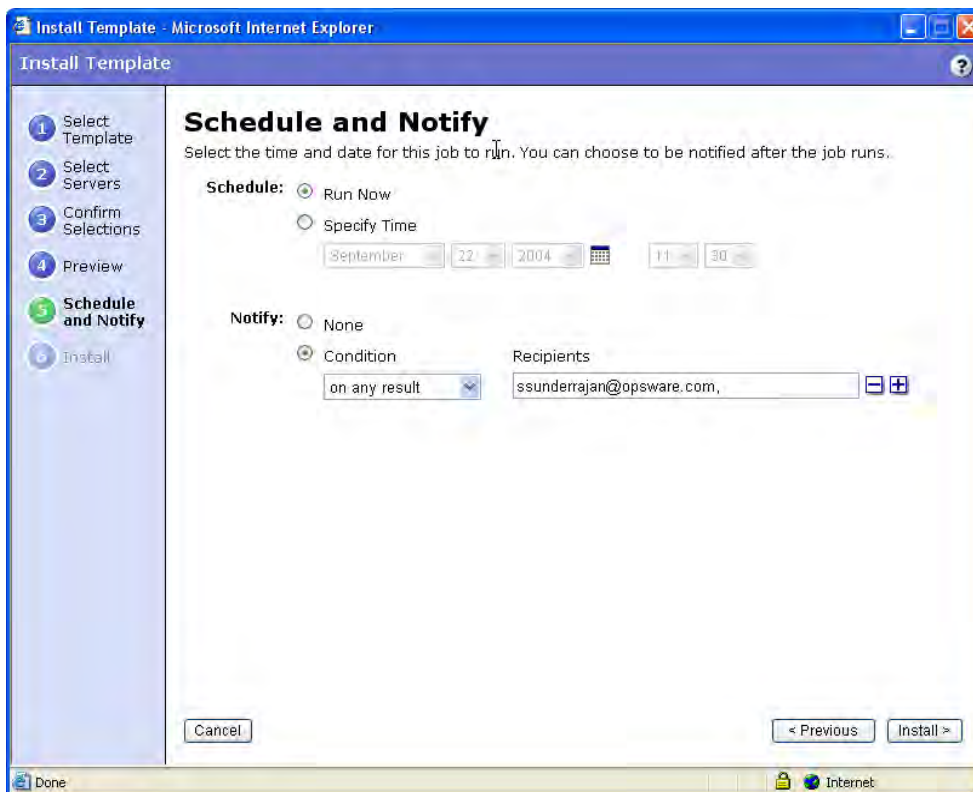 Install Template - Microsoft Internet Explorer
Install Template
?
1 Select Template
2 Select Servers
3 Confirm Selections
4 Preview
5 Schedule and Notify
6 Install
Schedule and Notify
Select the time and date for this job to run. You can choose to be notified after the job runs.
Schedule: Run Now
Specify Time
September 22 2004 11 30
Notify: None
Condition Recipients
on any result ssunderrajan@opsware.com,
Cancel < Previous Install >
Done Internet